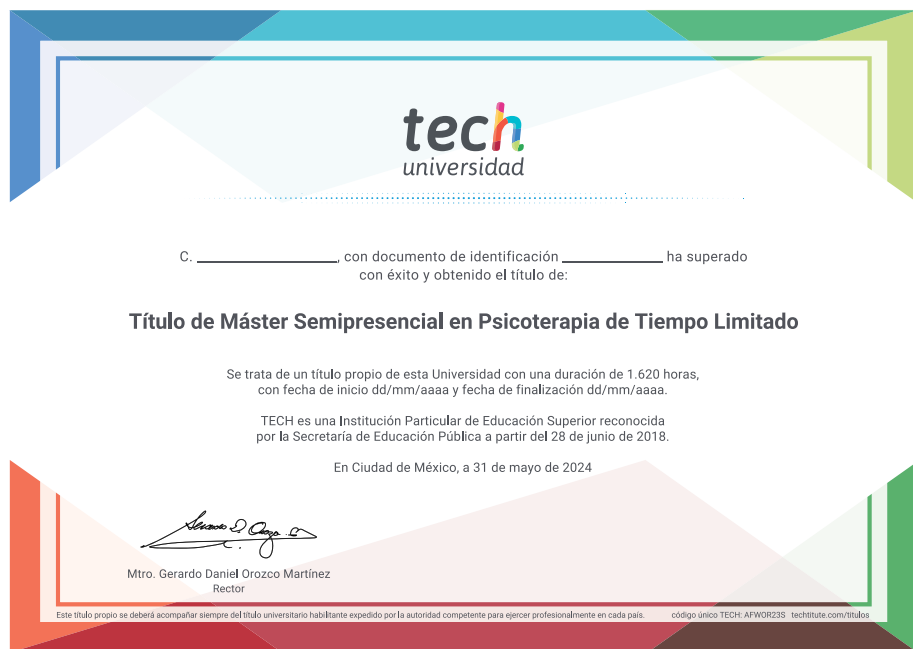 tech
universidad
C. __________________, con documento de identificación _____________ ha superado
con éxito y obtenido el título de:
Título de Máster Semipresencial en Psicoterapia de Tiempo Limitado
Se trata de un título propio de esta Universidad con una duración de 1.620 horas,
con fecha de inicio dd/mm/aaaa y fecha de finalización dd/mm/aaaa.
TECH es una Institución Particular de Educación Superior reconocida
por la Secretaría de Educación Pública a partir del 28 de junio de 2018.
En Ciudad de México, a 31 de mayo de 2024
Mtro. Gerardo Daniel Orozco Martínez
Rector
Este título propio se deberá acompañar siempre del título universitario habilitante expedido por la autoridad competente para ejercer profesionalmente en cada país. código único TECH: AFWOR23S techtitute.com/titulos